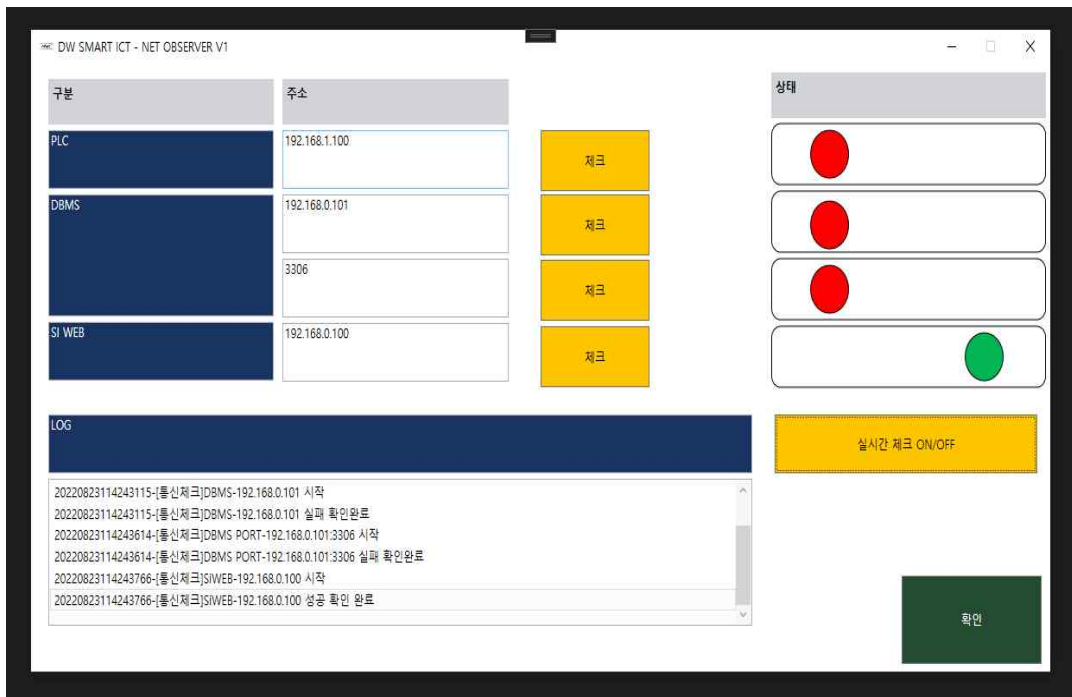 DW SMART ICT - NET OBSERVER V1
구분
주소
상태
PLC
192.168.1.100
체크
DBMS
192.168.0.101
체크
3306
체크
SI WEB
192.168.0.100
체크
LOG
실시간 체크 ON/OFF
20220823114243115-[통신체크]DBMS-192.168.0.101 시작
20220823114243115-[통신체크]DBMS-192.168.0.101 실패 확인완료
20220823114243614-[통신체크]DBMS PORT-192.168.0.101:3306 시작
20220823114243614-[통신체크]DBMS PORT-192.168.0.101:3306 실패 확인완료
20220823114243766-[통신체크]SIWEB-192.168.0.100 시작
20220823114243766-[통신체크]SIWEB-192.168.0.100 성공 확인 완료
확인